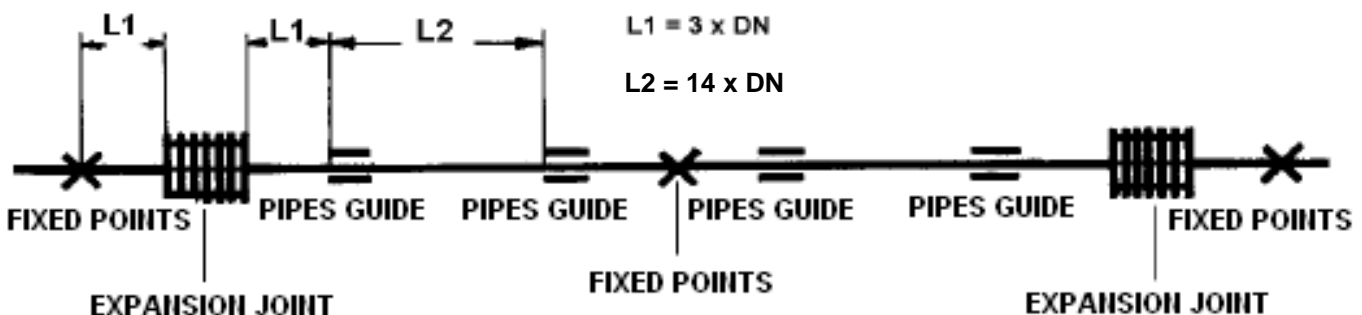 L1
L1
L2
L1 = 3 x DN
L2 = 14 x DN
FIXED POINTS
PIPES GUIDE
PIPES GUIDE
PIPES GUIDE
PIPES GUIDE
FIXED POINTS
FIXED POINTS
EXPANSION JOINT
EXPANSION JOINT